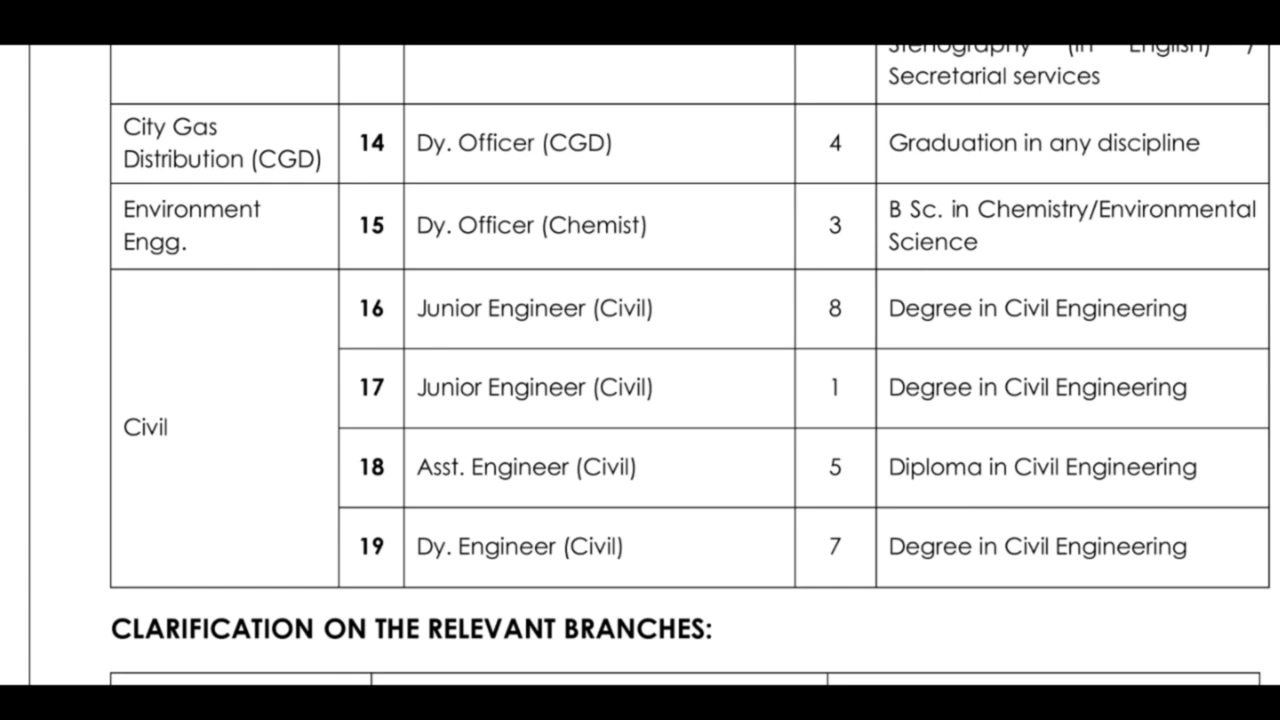 Stenography (in English) /
Secretarial services
City Gas
Distribution (CGD)
14
Dy. Officer (CGD)
4
Graduation in any discipline
Environment
Engg.
15
Dy. Officer (Chemist)
3
B Sc. in Chemistry/Environmental
Science
Civil
16
Junior Engineer (Civil)
8
Degree in Civil Engineering
17
Junior Engineer (Civil)
1
Degree in Civil Engineering
18
Asst. Engineer (Civil)
5
Diploma in Civil Engineering
19
Dy. Engineer (Civil)
7
Degree in Civil Engineering
CLARIFICATION ON THE RELEVANT BRANCHES: